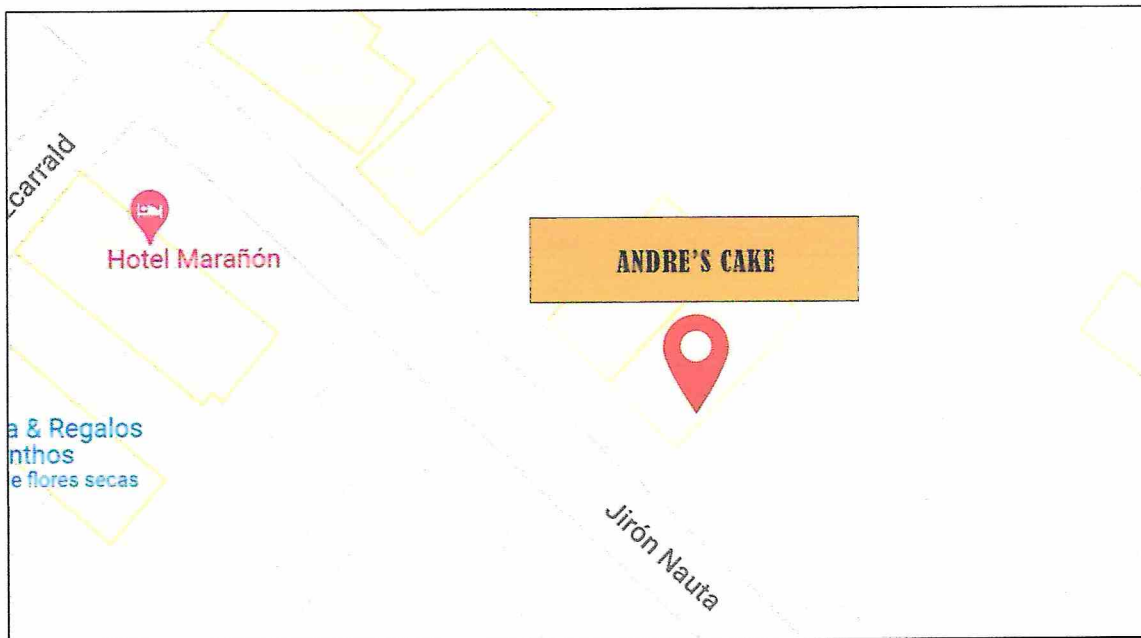 carrald
Hotel Marañón
ANDRE'S CAKE
a & Regalos
nthos
e flores secas
Jirón Nauta